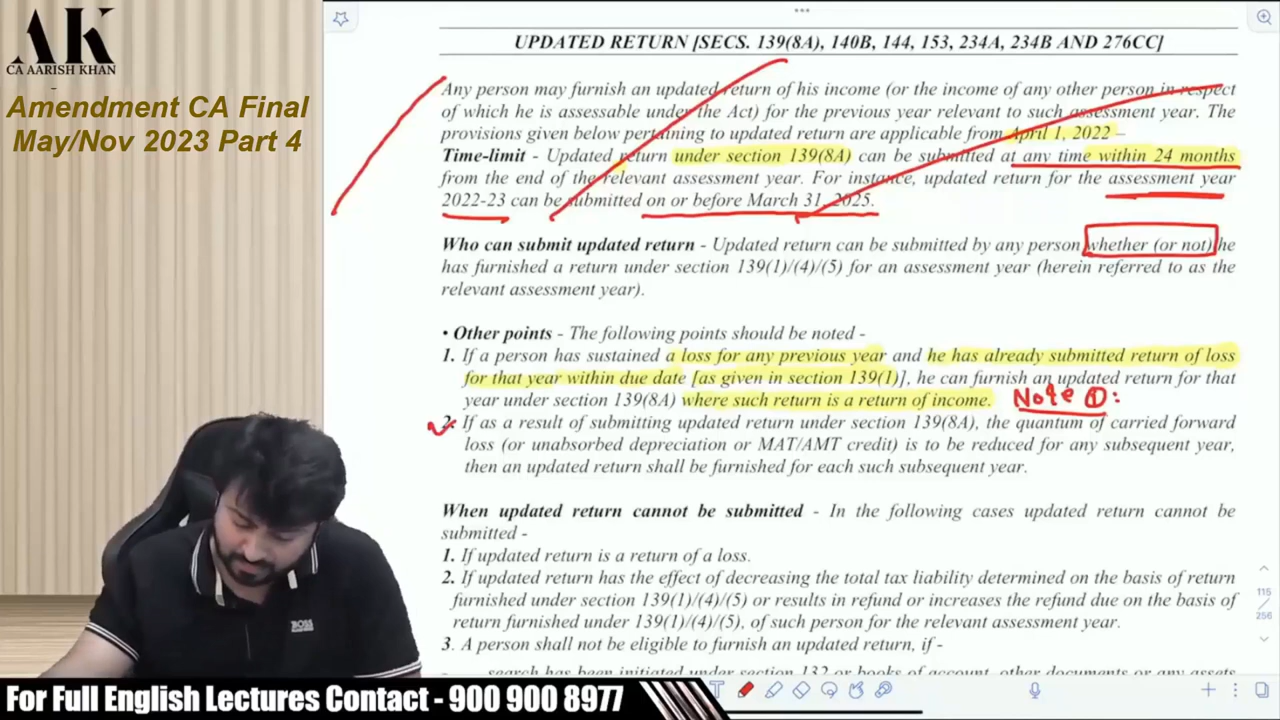 AK
CA AARISH KHAN
Amendment CA Final
May/Nov 2023 Part 4
UPDATED RETURN [SECS. 139(8A), 140B, 144, 153, 234A, 234B AND 276CC]
Any person may furnish an updated return of his income (or the income of any other person in respect
of which he is assessable under the Act) for the previous year relevant to such assessment year. The
provisions given below pertaining to updated return are applicable from April 1, 2022 –
Time-limit - Updated return under section 139(8A) can be submitted at any time within 24 months
from the end of the relevant assessment year. For instance, updated return for the assessment year
2022-23 can be submitted on or before March 31, 2025.
Who can submit updated return - Updated return can be submitted by any person whether (or not) he
has furnished a return under section 139(1)/(4)/(5) for an assessment year (herein referred to as the
relevant assessment year).
• Other points - The following points should be noted -
1. If a person has sustained a loss for any previous year and he has already submitted return of loss
for that year within due date [as given in section 139(1)], he can furnish an updated return for that
year under section 139(8A) where such return is a return of income. Note ①:
2. If as a result of submitting updated return under section 139(8A), the quantum of carried forward
loss (or unabsorbed depreciation or MAT/AMT credit) is to be reduced for any subsequent year,
then an updated return shall be furnished for each such subsequent year.
When updated return cannot be submitted - In the following cases updated return cannot be
submitted -
1. If updated return is a return of a loss.
2. If updated return has the effect of decreasing the total tax liability determined on the basis of return
furnished under section 139(1)/(4)/(5) or results in refund or increases the refund due on the basis of
return furnished under 139(1)/(4)/(5), of such person for the relevant assessment year.
3. A person shall not be eligible to furnish an updated return, if -
search has been initiated under section 132 or books of account, other documents or any assets
115
256
BOSS
For Full English Lectures Contact - 900 900 8977